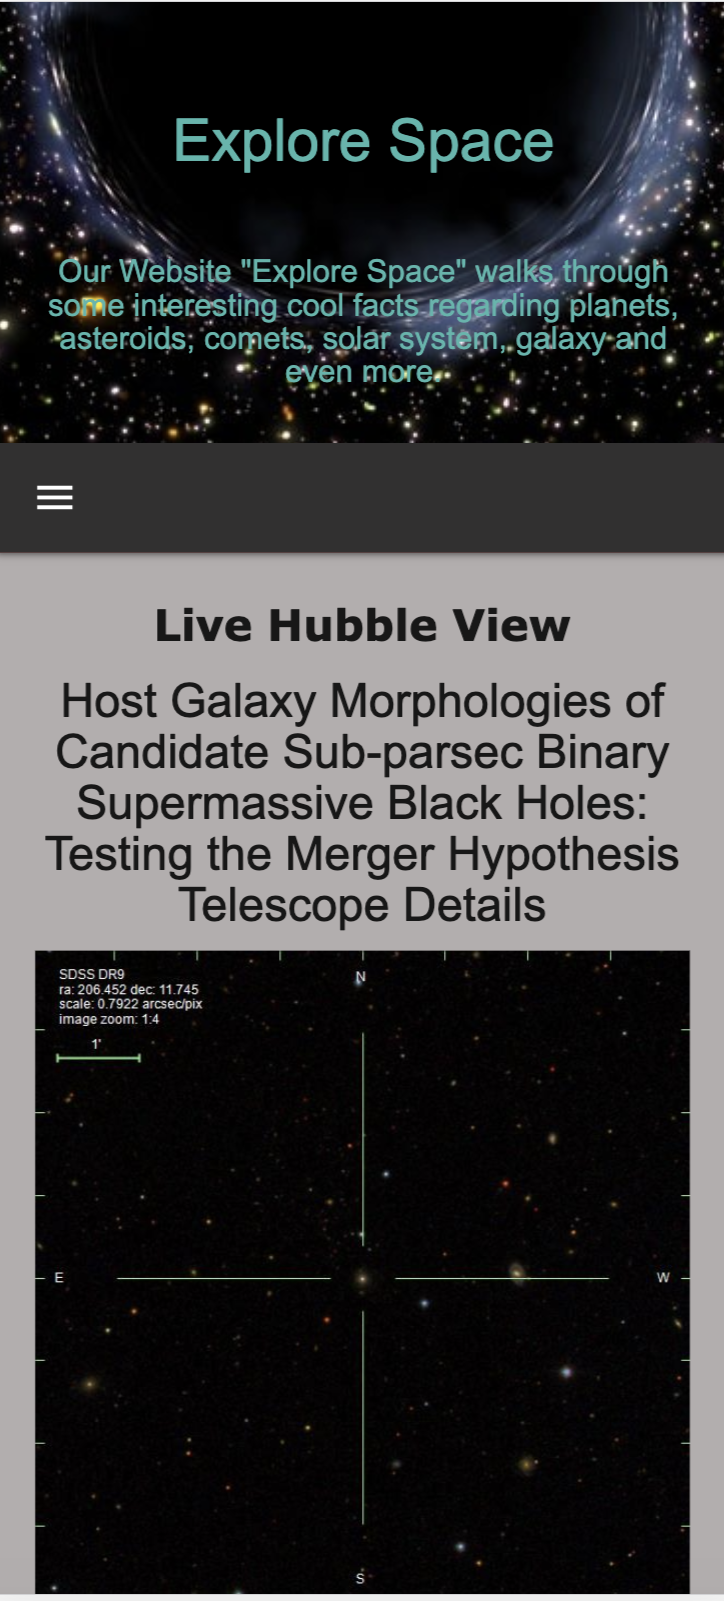 Explore Space
Our Website "Explore Space" walks through
some interesting cool facts regarding planets,
asteroids, comets, solar system, galaxy and
even more.
Live Hubble View
Host Galaxy Morphologies of
Candidate Sub-parsec Binary
Supermassive Black Holes:
Testing the Merger Hypothesis
Telescope Details
SDSS DR9
ra: 206.452 dec: 11.745
scale: 0.7922 arcsec/pix
image zoom: 1:4
1'
N
E
W
S